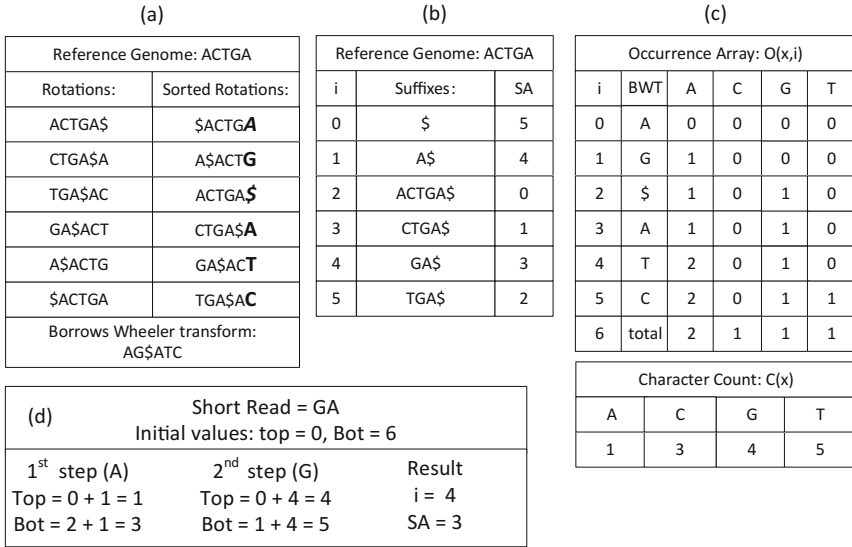 (a)
Reference Genome: ACTGA
Rotations: Sorted Rotations:
ACTGA$ $ACTGA
CTGA$A A$ACTG
TGA$AC ACTGA$
GA$ACT CTGA$A
A$ACTG GA$ACT
$ACTGA TGA$AC
Borrows Wheeler transform:
AG$ATC
(b)
Reference Genome: ACTGA
i Suffixes: SA
0 $ 5
1 A$ 4
2 ACTGA$ 0
3 CTGA$ 1
4 GA$ 3
5 TGA$ 2
(c)
Occurrence Array: O(x,i)
i BWT A C G T
0 A 0 0 0 0
1 G 1 0 0 0
2 $ 1 0 1 0
3 A 1 0 1 0
4 T 2 0 1 0
5 C 2 0 1 1
6 total 2 1 1 1
Character Count: C(x)
A C G T
1 3 4 5
(d)
Short Read = GA
Initial values: top = 0, Bot = 6
1st step (A) 2nd step (G) Result
Top = 0 + 1 = 1 Top = 0 + 4 = 4 i = 4
Bot = 2 + 1 = 3 Bot = 1 + 4 = 5 SA = 3